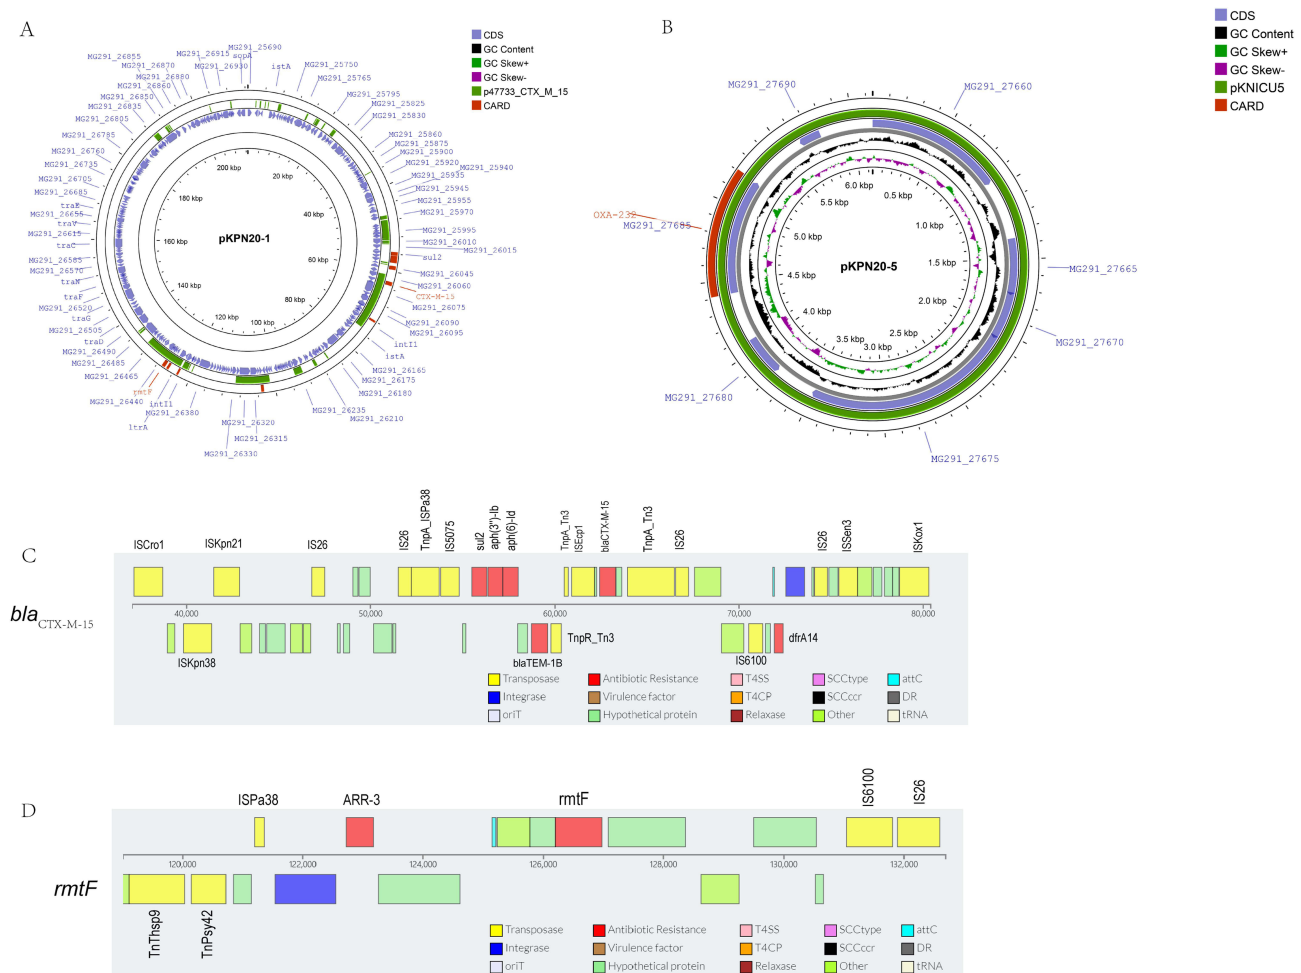 A
MG291_25690
MG291_26915
sopA
MG291_26855
MG291_26870
MG291_26930
istA
MG291_25750
MG291_26880
MG291_25765
MG291_26860
MG291_26850
MG291_25795
MG291_26835
MG291_25825
MG291_26805
MG291_25830
MG291_26785
MG291_25860
MG291_25875
MG291_26760
MG291_25900
MG291_26735
MG291_25920
MG291_25940
MG291_26705
MG291_25935
MG291_26685
MG291_25945
traE
MG291_25955
MG291_26655
MG291_25970
traV
MG291_26615
MG291_25995
traC
MG291_26010
MG291_26015
MG291_26585
sul2
MG291_26570
MG291_26045
traN
MG291_26060
traF
CTX-M-15
MG291_26520
MG291_26075
traG
MG291_26090
MG291_26505
MG291_26095
traD
intI1
MG291_26490
istA
MG291_26485
MG291_26165
MG291_26465
MG291_26175
rmtF
MG291_26180
MG291_26440
intI1
MG291_26380
MG291_26235
MG291_26210
ltrA
MG291_26320
MG291_26315
MG291_26330
200 kbp
20 kbp
180 kbp
40 kbp
160 kbp
pKPN20-1
60 kbp
140 kbp
80 kbp
120 kbp
100 kbp
CDS
GC Content
GC Skew+
GC Skew-
p47733_CTX_M_15
CARD
B
MG291_27690
MG291_27660
OXA-232
MG291_27685
MG291_27665
MG291_27670
MG291_27680
MG291_27675
6.0 kbp
0.5 kbp
5.5 kbp
1.0 kbp
5.0 kbp
1.5 kbp
pKPN20-5
4.5 kbp
2.0 kbp
4.0 kbp
2.5 kbp
3.5 kbp
3.0 kbp
CDS
GC Content
GC Skew+
GC Skew-
pKNICU5
CARD
C
ISCro1
ISKpn21
IS26
IS26
TnpA_ISPa38
IS5075
sul2
aph(3")-Ib
aph(6)-Id
TnpA_Tn3
ISEcp1
blaCTX-M-15
TnpA_Tn3
IS26
IS26
ISSen3
ISKox1
bla CTX-M-15
40,000
50,000
60,000
70,000
80,000
ISKpn38
blaTEM-1B
TnpR_Tn3
IS6100
dfrA14
Transposase
Antibiotic Resistance
T4SS
SCCtype
attC
Integrase
Virulence factor
T4CP
SCCccr
DR
oriT
Hypothetical protein
Relaxase
Other
tRNA
D
ISPa38
ARR-3
rmtF
IS6100
IS26
120,000
122,000
124,000
126,000
128,000
130,000
132,000
rmtF
TnThsp9
TnPsy42
Transposase
Antibiotic Resistance
T4SS
SCCtype
attC
Integrase
Virulence factor
T4CP
SCCccr
DR
oriT
Hypothetical protein
Relaxase
Other
tRNA